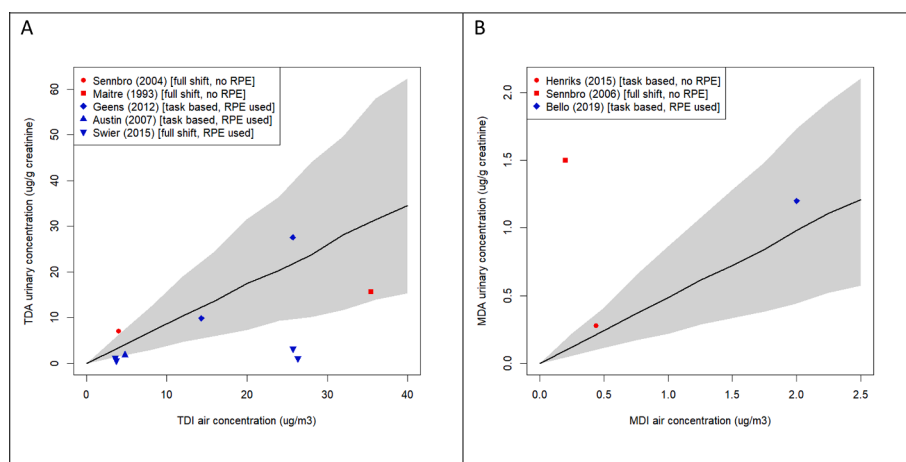 A
Sennbro (2004) [full shift, no RPE]
Maitre (1993) [full shift, no RPE]
Geens (2012) [task based, RPE used]
Austin (2007) [task based, RPE used]
Swier (2015) [full shift, RPE used]
TDA urinary concentration (ug/g creatinine)
60
50
40
30
20
10
0
0 10 20 30 40
TDI air concentration (ug/m3)
B
Henriks (2015) [task based, no RPE]
Sennbro (2006) [full shift, no RPE]
Bello (2019) [task based, RPE used]
MDA urinary concentration (ug/g creatinine)
2.0
1.5
1.0
0.5
0.0
0.0 0.5 1.0 1.5 2.0 2.5
MDI air concentration (ug/m3)